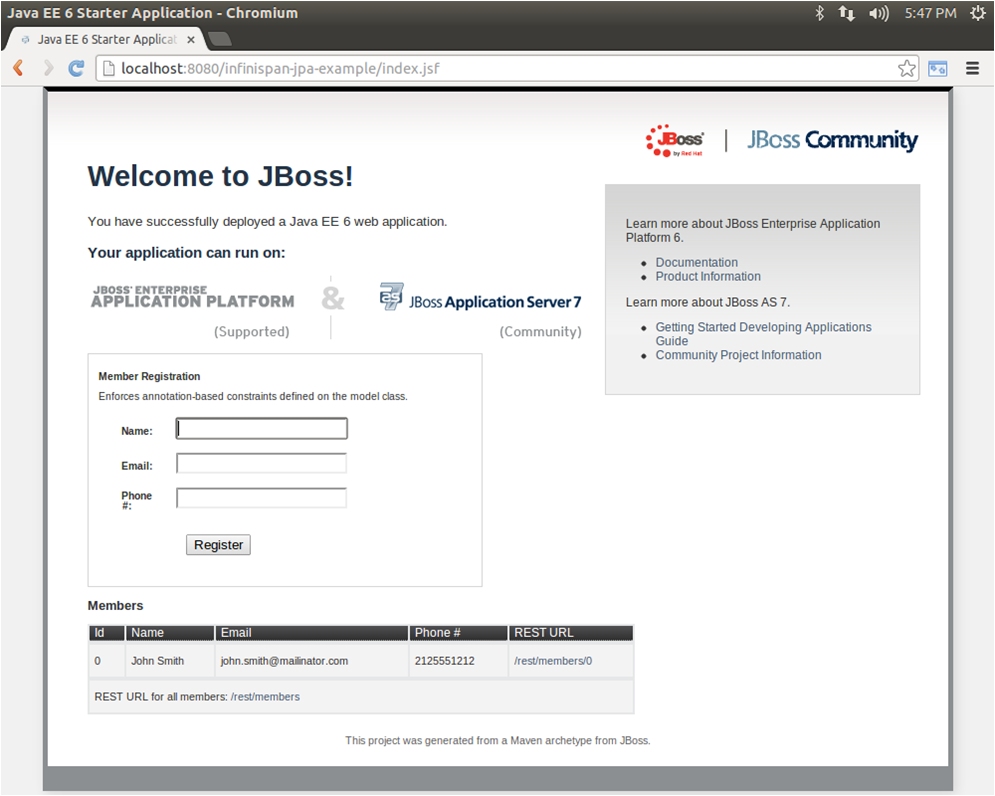 Java EE 6 Starter Application - Chromium
5:47 PM
Java EE 6 Starter Applicat
localhost:8080/infinispan-jpa-example/index.jsf
JBoss
by Red Hat
JBoss Community
Welcome to JBoss!
You have successfully deployed a Java EE 6 web application.
Your application can run on:
JBOSS® ENTERPRISE
APPLICATION PLATFORM
(Supported)
&
as
7
JBoss Application Server 7
(Community)
Learn more about JBoss Enterprise Application
Platform 6.
Documentation
Product Information
Learn more about JBoss AS 7.
Getting Started Developing Applications
Guide
Community Project Information
Member Registration
Enforces annotation-based constraints defined on the model class.
Name:
Email:
Phone
#:
Register
Members
Id Name Email Phone # REST URL
0 John Smith john.smith@mailinator.com 2125551212 /rest/members/0
REST URL for all members: /rest/members
This project was generated from a Maven archetype from JBoss.